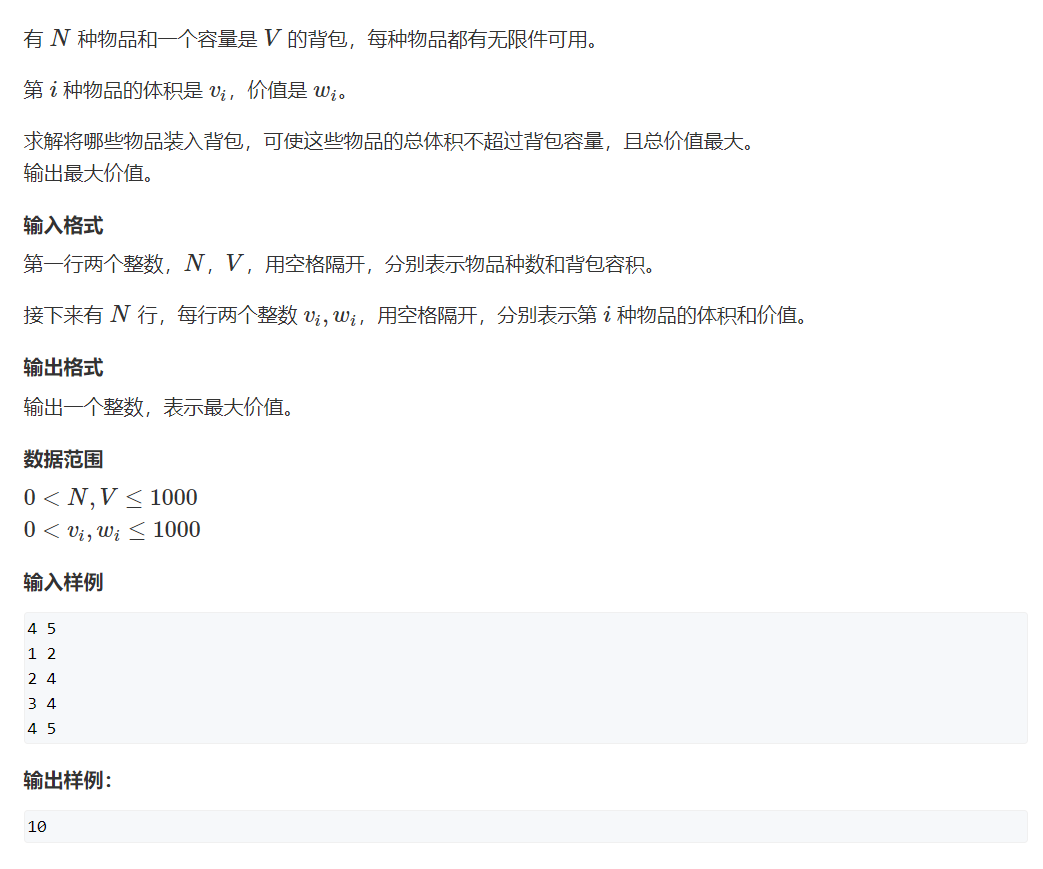 有 N 种物品和一个容量是 V 的背包，每种物品都有无限件可用。
第 i 种物品的体积是 vᵢ，价值是 wᵢ。
求解将哪些物品装入背包，可使这些物品的总体积不超过背包容量，且总价值最大。
输出最大价值。
输入格式
第一行两个整数，N，V，用空格隔开，分别表示物品种数和背包容积。
接下来有 N 行，每行两个整数 vᵢ, wᵢ，用空格隔开，分别表示第 i 种物品的体积和价值。
输出格式
输出一个整数，表示最大价值。
数据范围
0 < N, V ≤ 1000
0 < vᵢ, wᵢ ≤ 1000
输入样例
4 5
1 2
2 4
3 4
4 5
输出样例：
10